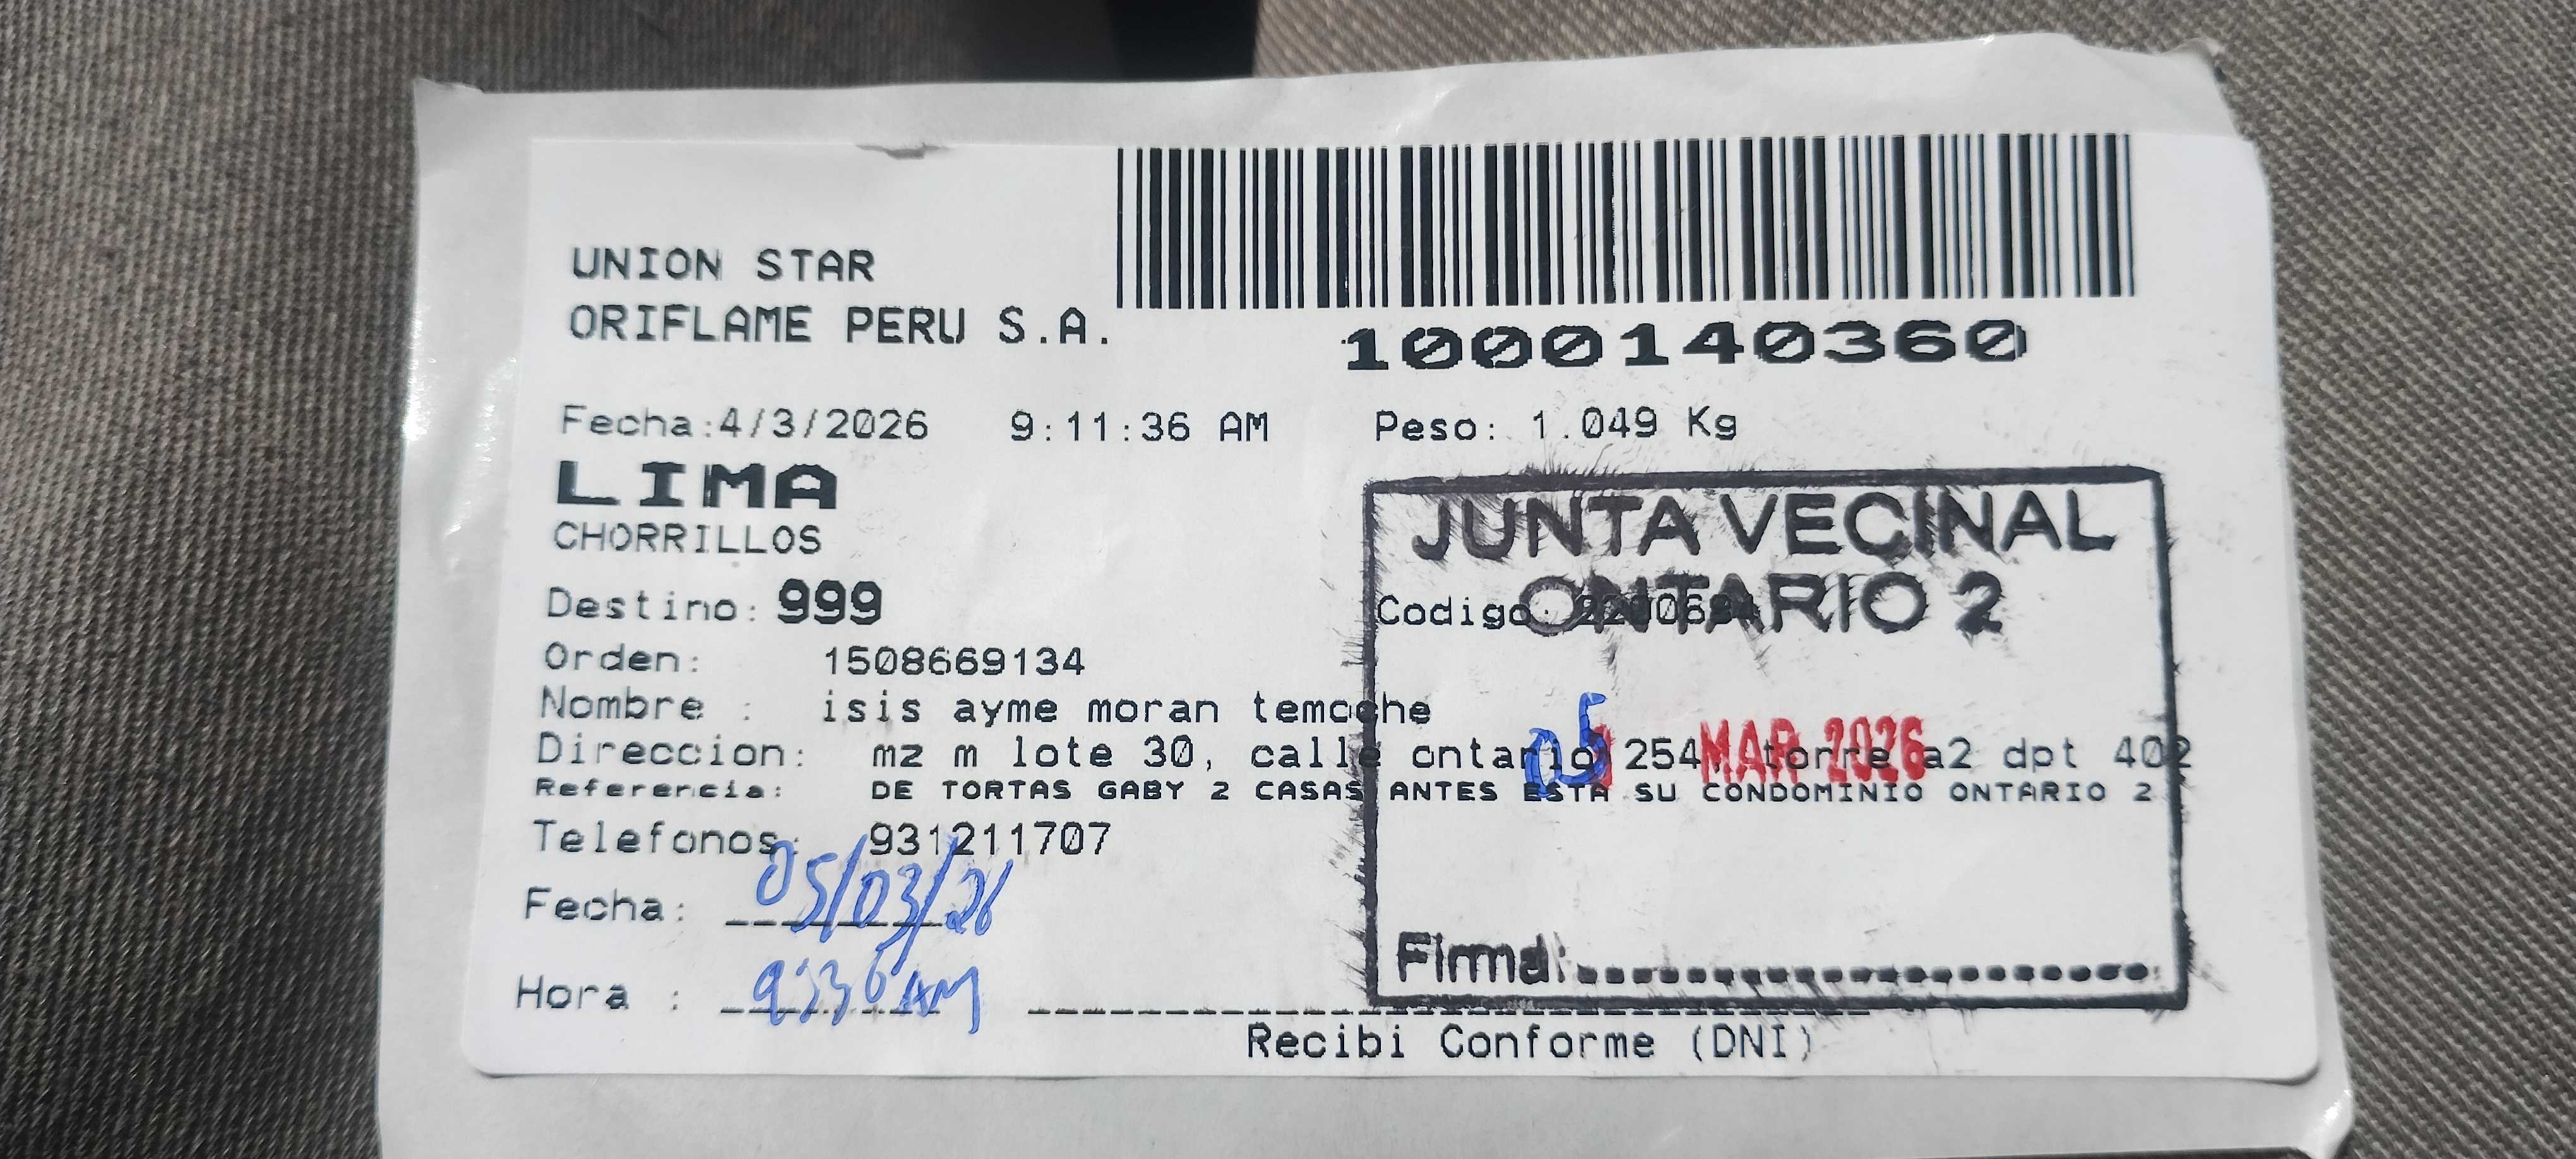 UNION STAR
ORIFLAME PERU S.A.
1000140360
Fecha:4/3/2026 9:11:36 AM Peso: 1.049 Kg
LIMA
CHORRILLOS
JUNTA VECINAL
ONTARIO 2
Destino: 999 Codigo:
Orden: 1508669134
Nombre : isis ayme moran temoche
05 MAR 2026
Direccion: mz m lote 30, calle ontario 254, torre a2 dpt 402
Referencia: DE TORTAS GABY 2 CASAS ANTES ESTA SU CONDOMINIO ONTARIO 2
Telefonos: 931211707
Fecha: 05/03/26
Firma:
Hora : 9:36 AM
Recibi Conforme (DNI)